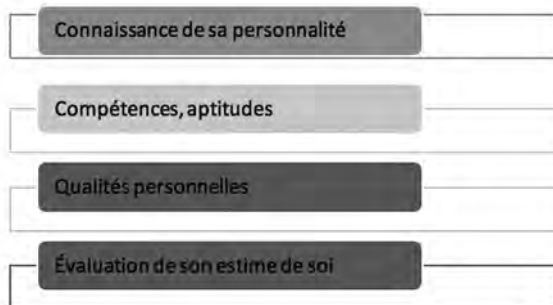 Connaissance de sa personnalité
Compétences, aptitudes
Qualités personnelles
Évaluation de son estime de soi